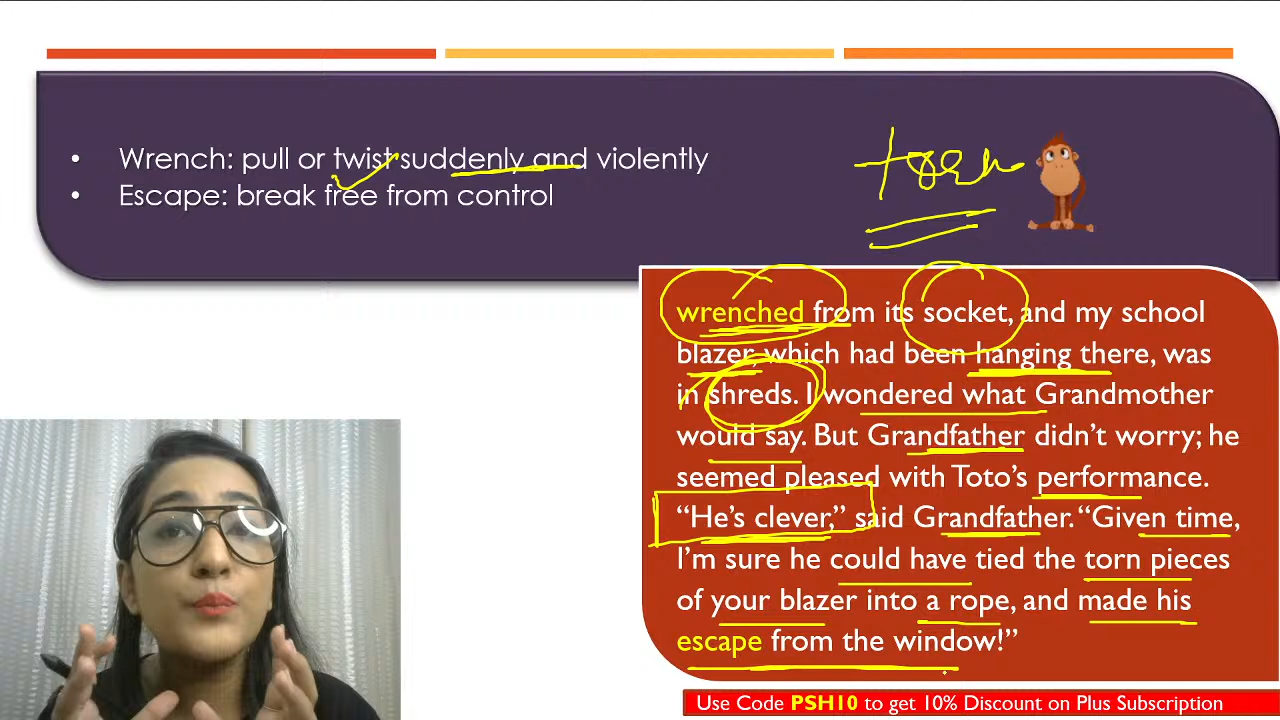 • Wrench: pull or twist suddenly and violently
• Escape: break free from control
torn
wrenched from its socket, and my school
blazer, which had been hanging there, was
in shreds. I wondered what Grandmother
would say. But Grandfather didn’t worry; he
seemed pleased with Toto’s performance.
“He’s clever,” said Grandfather. “Given time,
I’m sure he could have tied the torn pieces
of your blazer into a rope, and made his
escape from the window!”
Use Code PSH10 to get 10% Discount on Plus Subscription